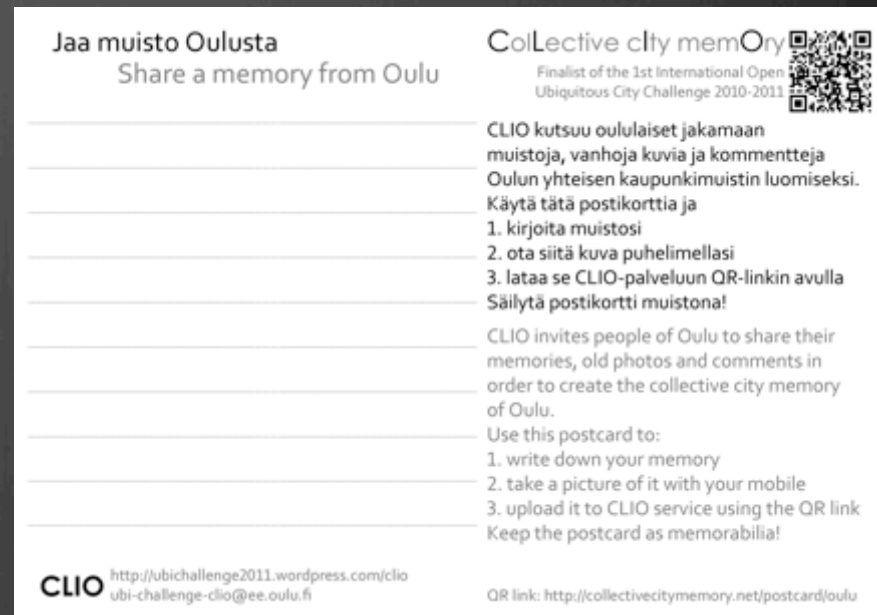 Jaa muisto Oulusta
Share a memory from Oulu
ColLective cIty memOry
Finalist of the 1st International Open
Ubiquitous City Challenge 2010-2011
CLIO kutsuu oululaiset jakamaan
muistoja, vanhoja kuvia ja kommentteja
Oulun yhteisen kaupunkimuistin luomiseksi.
Käytä tätä postikorttia ja
1. kirjoita muistosi
2. ota siitä kuva puhelimellasi
3. lataa se CLIO-palveluun QR-linkin avulla
Säilytä postikortti muistona!
CLIO invites people of Oulu to share their
memories, old photos and comments in
order to create the collective city memory
of Oulu.
Use this postcard to:
1. write down your memory
2. take a picture of it with your mobile
3. upload it to CLIO service using the QR link
Keep the postcard as memorabilia!
CLIO
http://ubichallenge2011.wordpress.com/clio
ubi-challenge-clio@ee.oulu.fi
QR link: http://collectivecitymemory.net/postcard/oulu